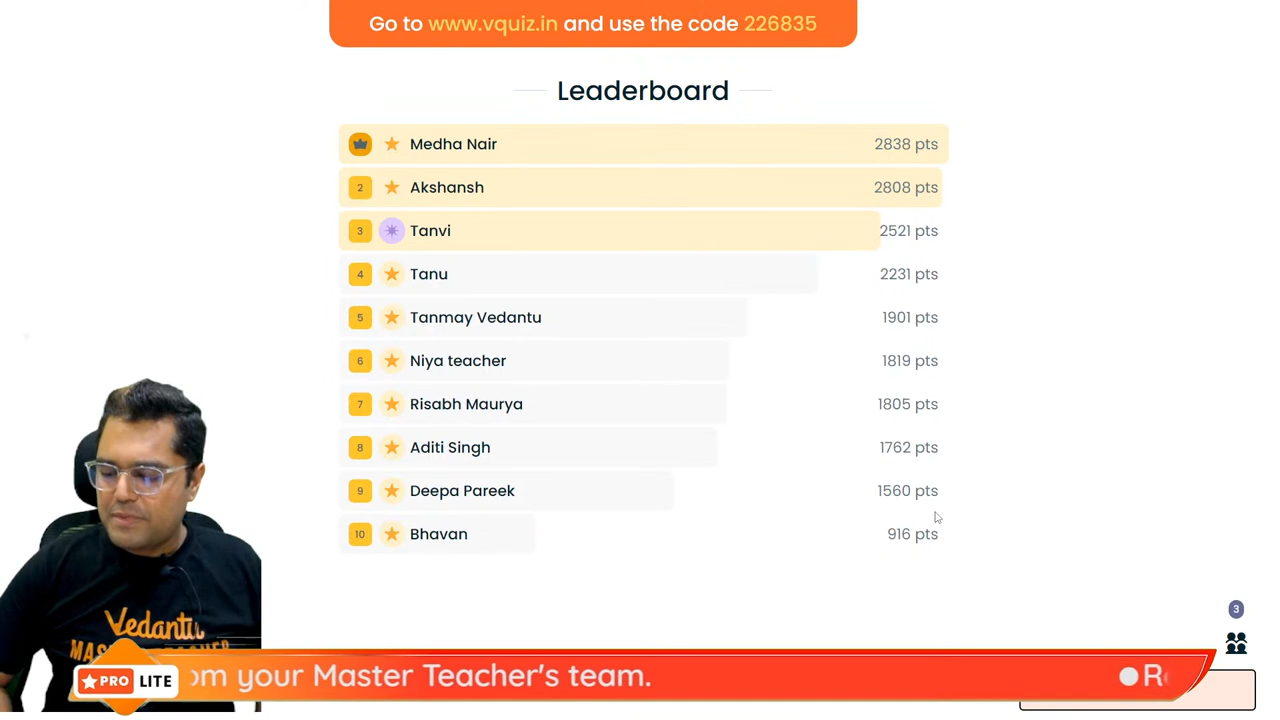 Go to www.vquiz.in and use the code 226835
Leaderboard
Medha Nair 2838 pts
2 Akshansh 2808 pts
3 Tanvi 2521 pts
4 Tanu 2231 pts
5 Tanmay Vedantu 1901 pts
6 Niya teacher 1819 pts
7 Risabh Maurya 1805 pts
8 Aditi Singh 1762 pts
9 Deepa Pareek 1560 pts
10 Bhavan 916 pts
3
Vedantu
MASTER TEACHER
PRO LITE
om your Master Teacher's team.